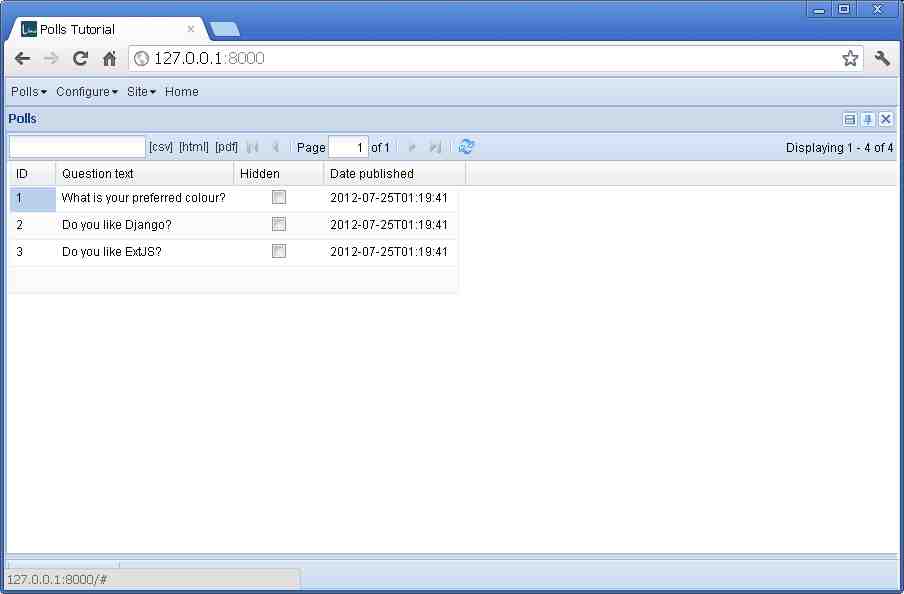 Polls Tutorial
127.0.0.1:8000
Polls Configure Site Home
Polls
[csv] [html] [pdf] Page 1 of 1 Displaying 1 - 4 of 4
ID Question text Hidden Date published
1 What is your preferred colour? 2012-07-25T01:19:41
2 Do you like Django? 2012-07-25T01:19:41
3 Do you like ExtJS? 2012-07-25T01:19:41
127.0.0.1:8000/#